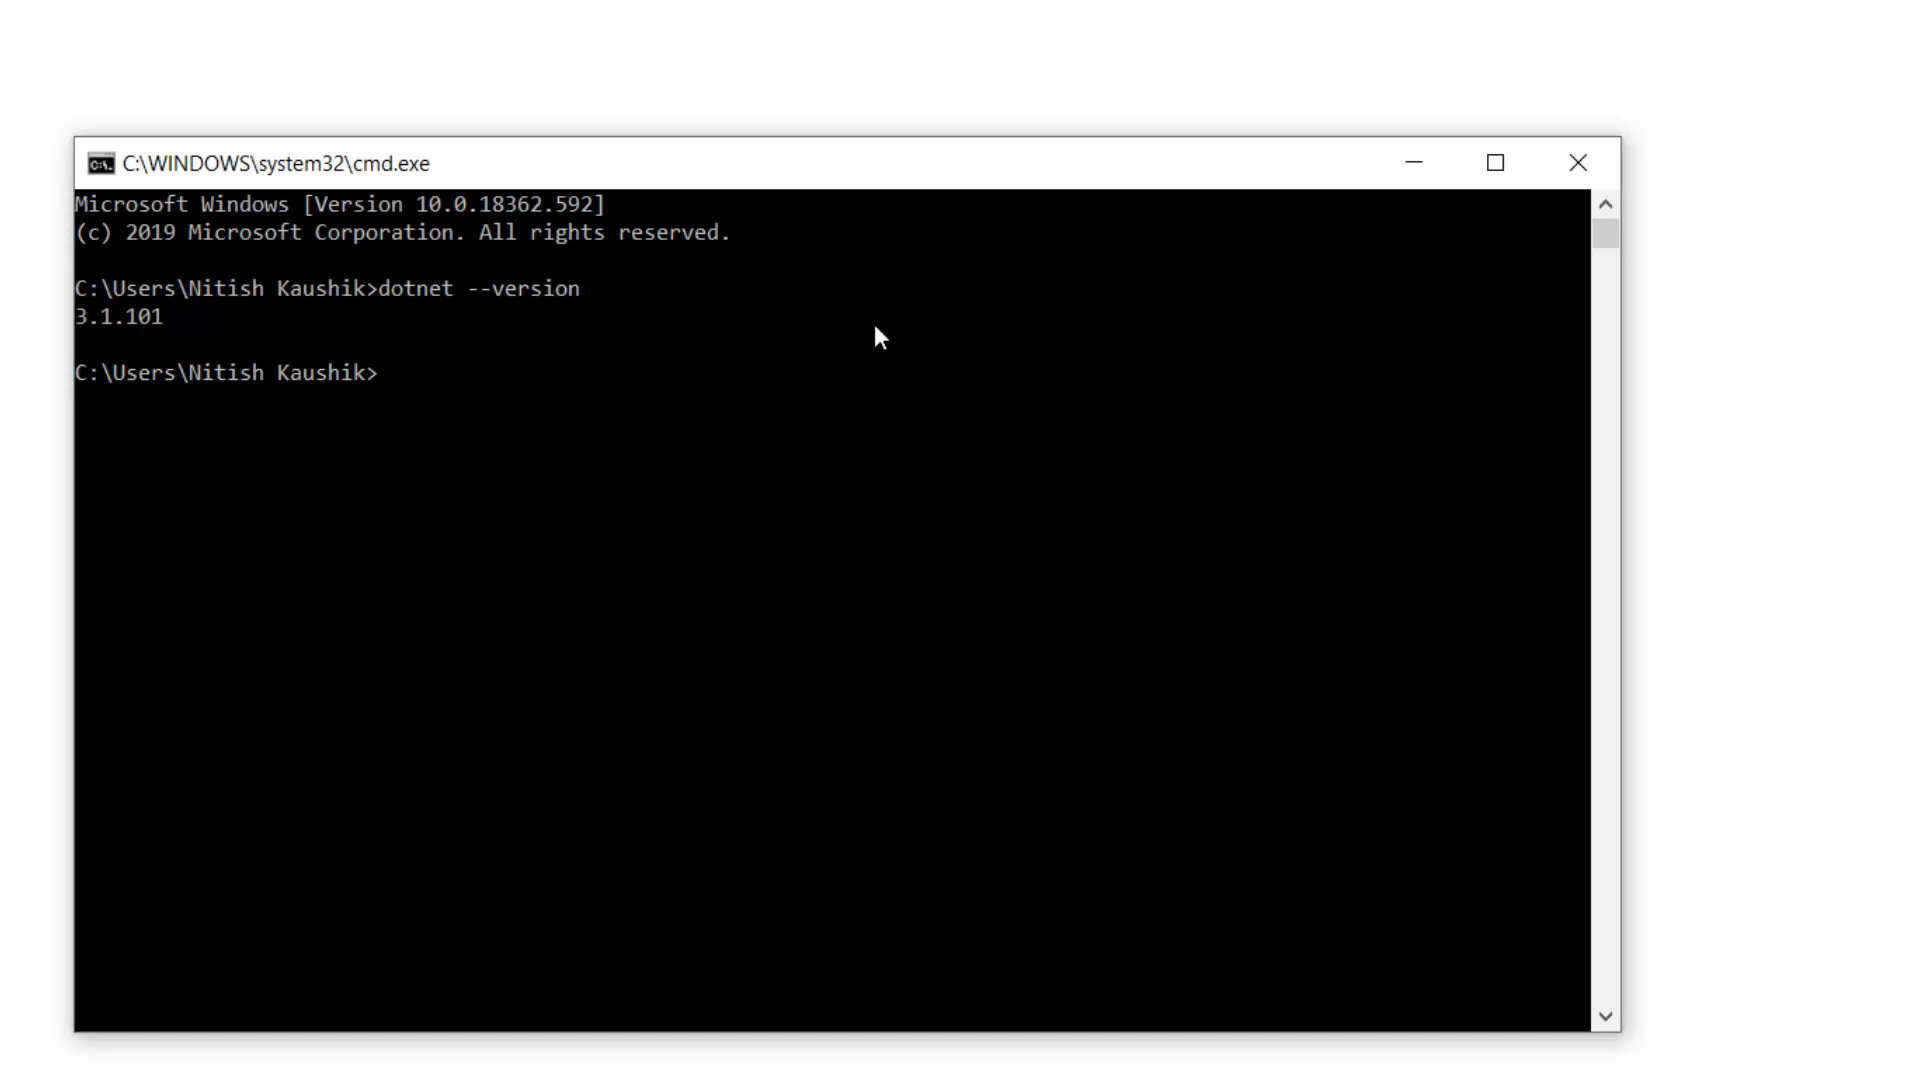 C:\WINDOWS\system32\cmd.exe
Microsoft Windows [Version 10.0.18362.592]
(c) 2019 Microsoft Corporation. All rights reserved.
C:\Users\Nitish Kaushik>dotnet --version
3.1.101
C:\Users\Nitish Kaushik>